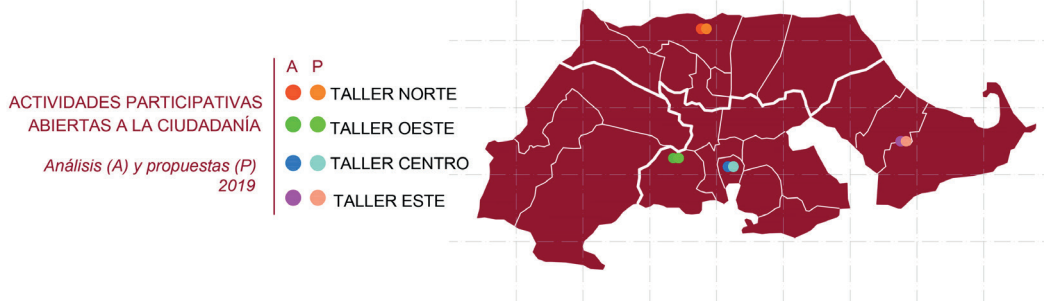 ACTIVIDADES PARTICIPATIVAS
ABIERTAS A LA CIUDADANÍA
Análisis (A) y propuestas (P)
2019
A P
TALLER NORTE
TALLER OESTE
TALLER CENTRO
TALLER ESTE